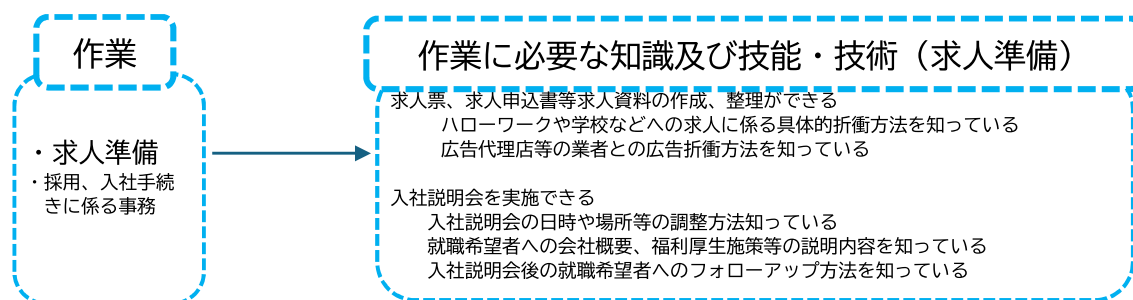 作業
・求人準備
・採用、入社手続
きに係る事務
作業に必要な知識及び技能・技術（求人準備）
求人票、求人申込書等求人資料の作成、整理ができる
ハローワークや学校などへの求人に係る具体的折衝方法を知っている
広告代理店等の業者との広告折衝方法を知っている
入社説明会を実施できる
入社説明会の日時や場所等の調整方法知っている
就職希望者への会社概要、福利厚生施策等の説明内容を知っている
入社説明会後の就職希望者へのフォローアップ方法を知っている